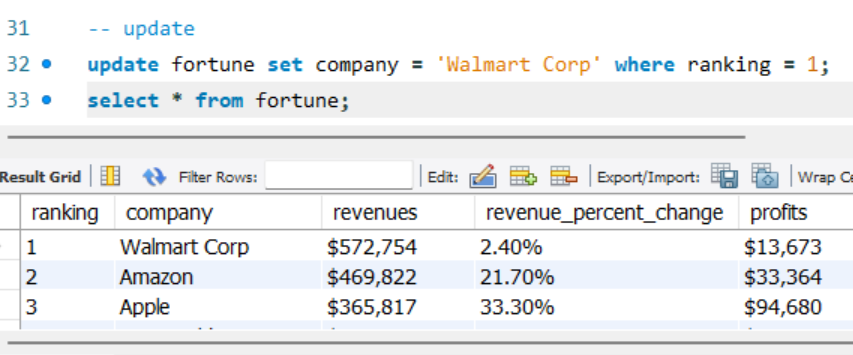 31 -- update
32 update fortune set company = 'Walmart Corp' where ranking = 1;
33 select * from fortune;
Result Grid Filter Rows: Edit: Export/Import: Wrap Ce
ranking company revenues revenue_percent_change profits
1 Walmart Corp $572,754 2.40% $13,673
2 Amazon $469,822 21.70% $33,364
3 Apple $365,817 33.30% $94,680